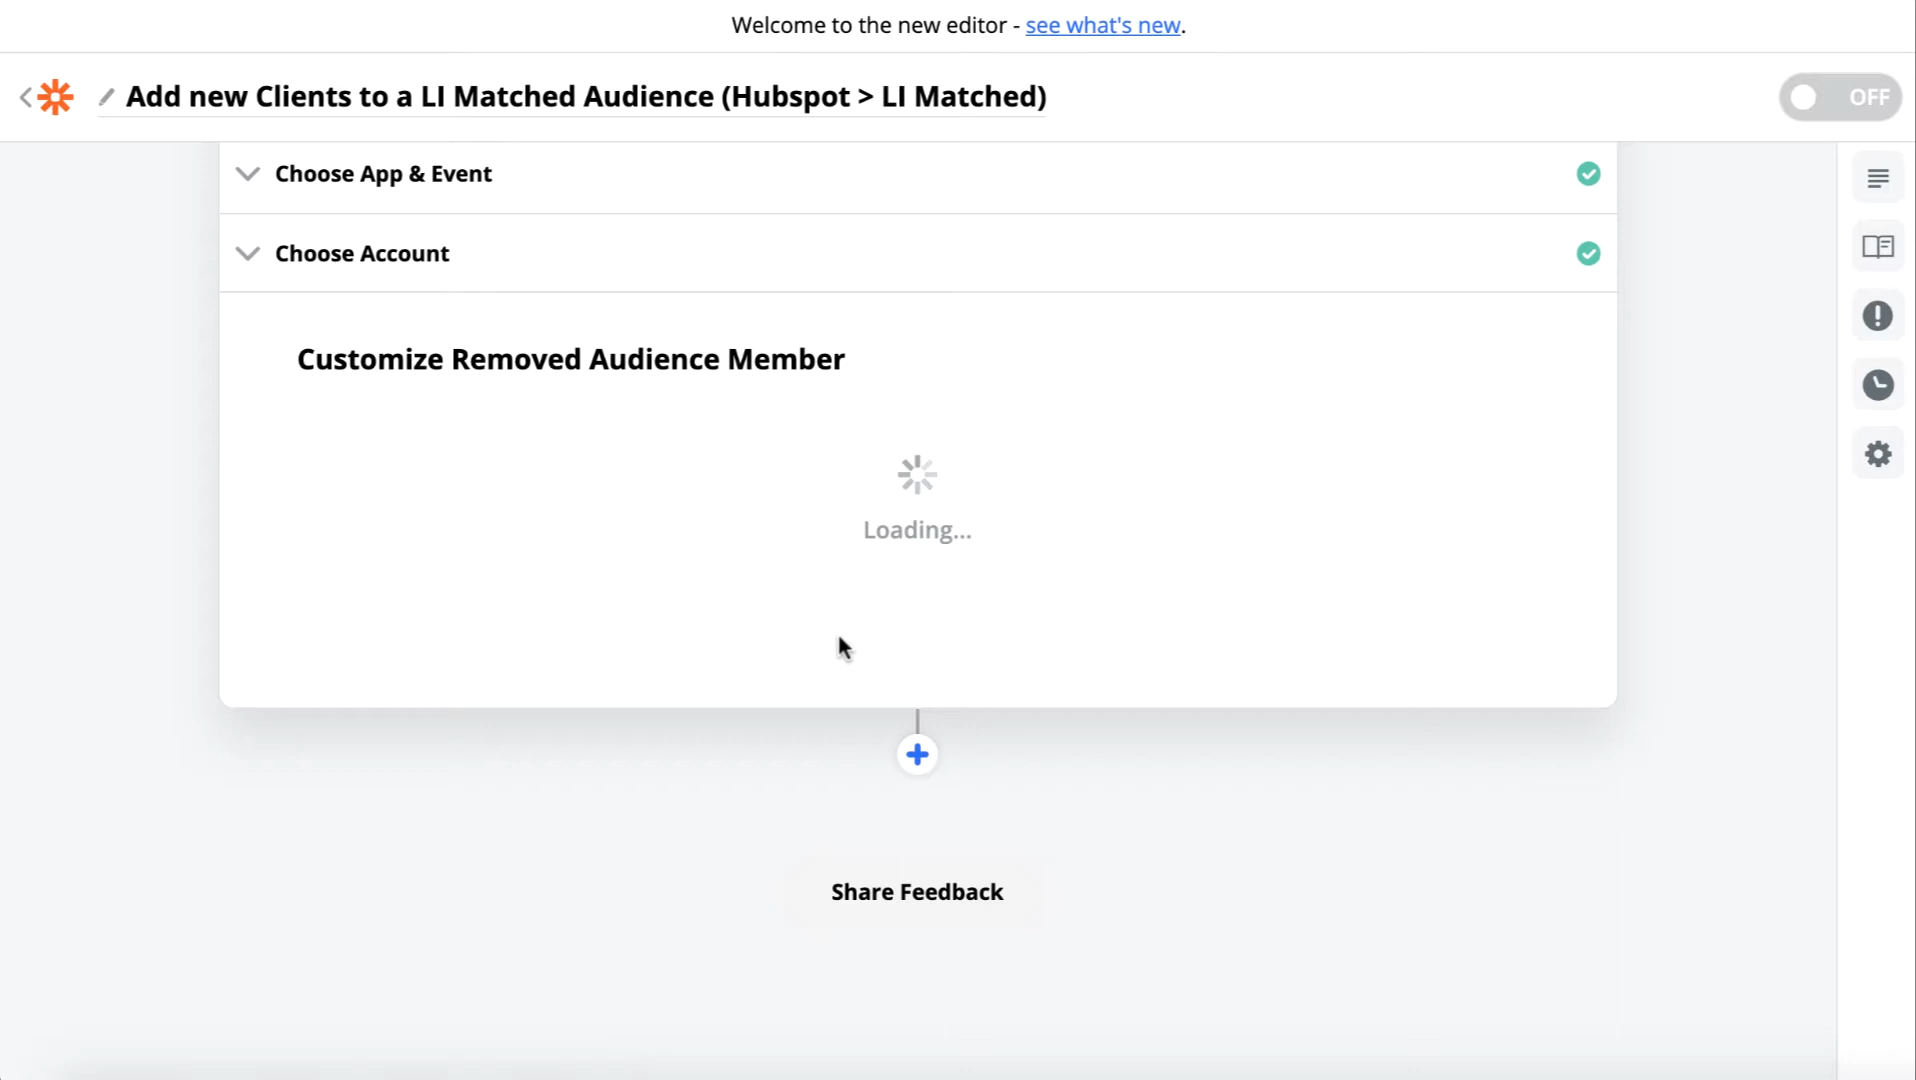 Welcome to the new editor - see what's new.
Add new Clients to a LI Matched Audience (Hubspot > LI Matched)
OFF
Choose App & Event
Choose Account
Customize Removed Audience Member
Loading...
Share Feedback